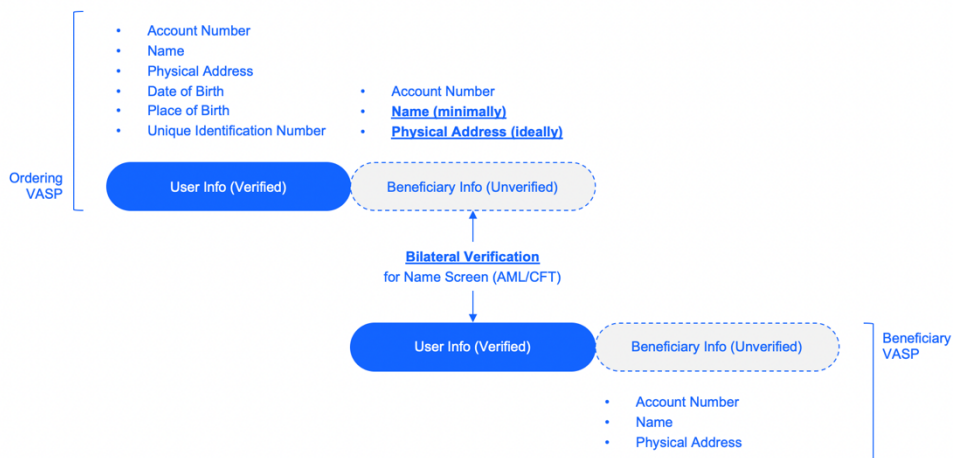 • Account Number
• Name
• Physical Address
• Date of Birth
• Place of Birth
• Unique Identification Number
• Account Number
• Name (minimally)
• Physical Address (ideally)
Ordering
VASP
User Info (Verified)
Beneficiary Info (Unverified)
Bilateral Verification
for Name Screen (AML/CFT)
User Info (Verified)
Beneficiary Info (Unverified)
Beneficiary
VASP
• Account Number
• Name
• Physical Address